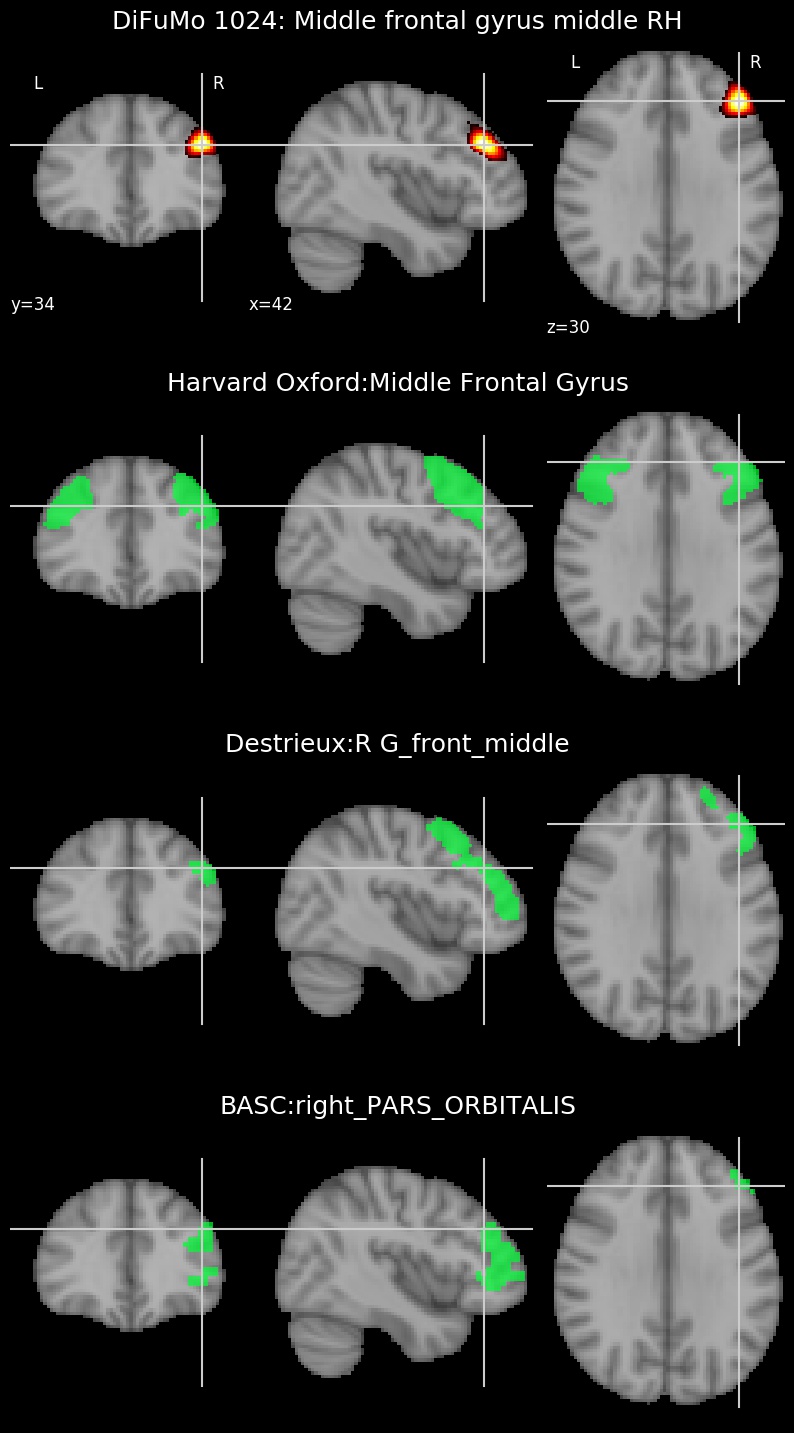 DiFuMo 1024: Middle frontal gyrus middle RH
L R
L R
y=34
x=42
z=30
Harvard Oxford:Middle Frontal Gyrus
Destrieux:R G_front_middle
BASC:right_PARS_ORBITALIS